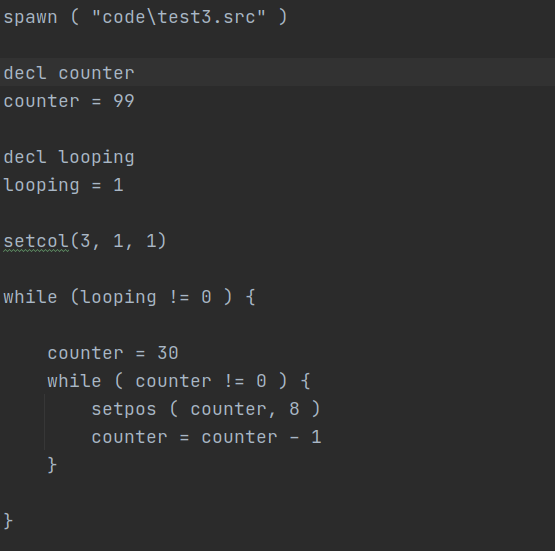 spawn ( "code\test3.src" )
decl counter
counter = 99
decl looping
looping = 1
setcol(3, 1, 1)
while (looping != 0 ) {
counter = 30
while ( counter != 0 ) {
setpos ( counter, 8 )
counter = counter - 1
}
}